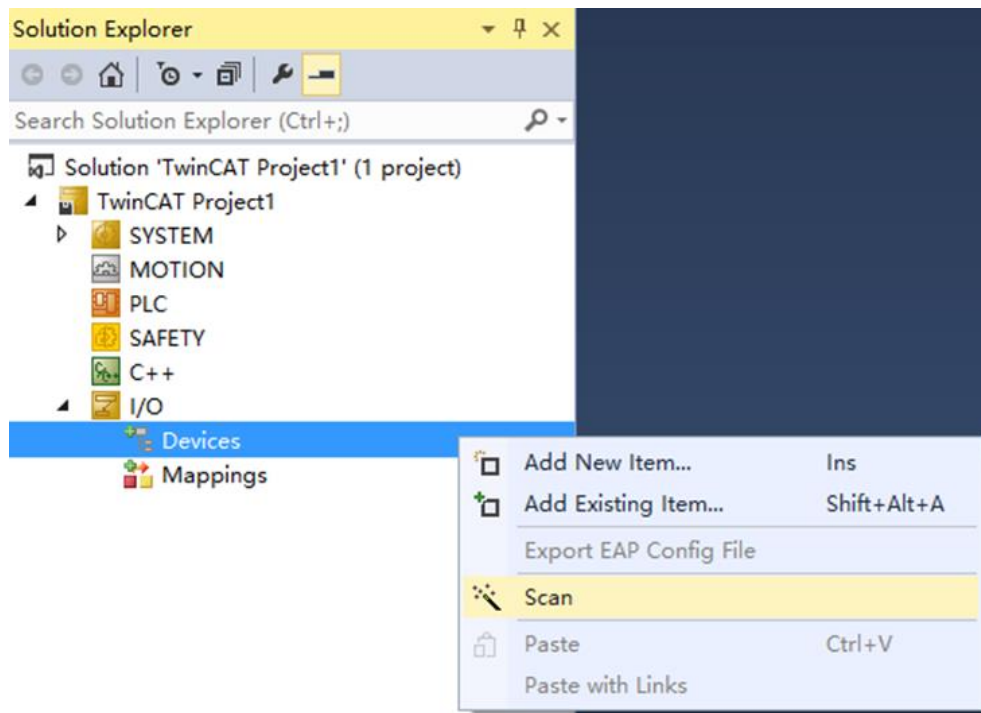 Solution Explorer
Search Solution Explorer (Ctrl+;)
Solution 'TwinCAT Project1' (1 project)
TwinCAT Project1
SYSTEM
MOTION
PLC
SAFETY
C++
I/O
Devices
Mappings
Add New Item... Ins
Add Existing Item... Shift+Alt+A
Export EAP Config File
Scan
Paste Ctrl+V
Paste with Links